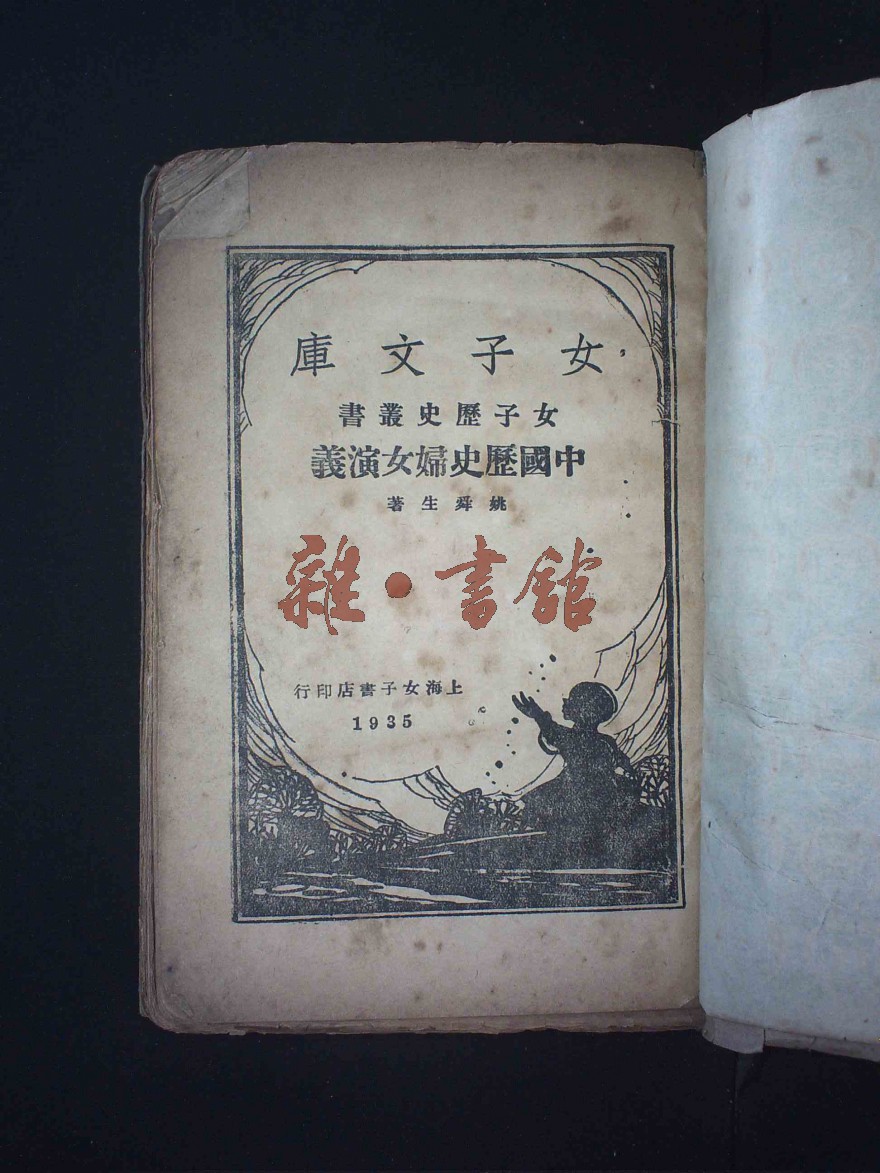 女子文庫
女子歷史叢書
中國歷史婦女演義
姚舜生著
雜·書館
上海女子書店印行
1935